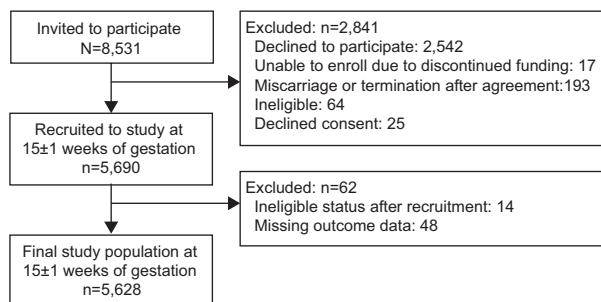 Invited to participate
N=8,531
Excluded: n=2,841
Declined to participate: 2,542
Unable to enroll due to discontinued funding: 17
Miscarriage or termination after agreement:193
Ineligible: 64
Declined consent: 25
Recruited to study at
15±1 weeks of gestation
n=5,690
Excluded: n=62
Ineligible status after recruitment: 14
Missing outcome data: 48
Final study population at
15±1 weeks of gestation
n=5,628